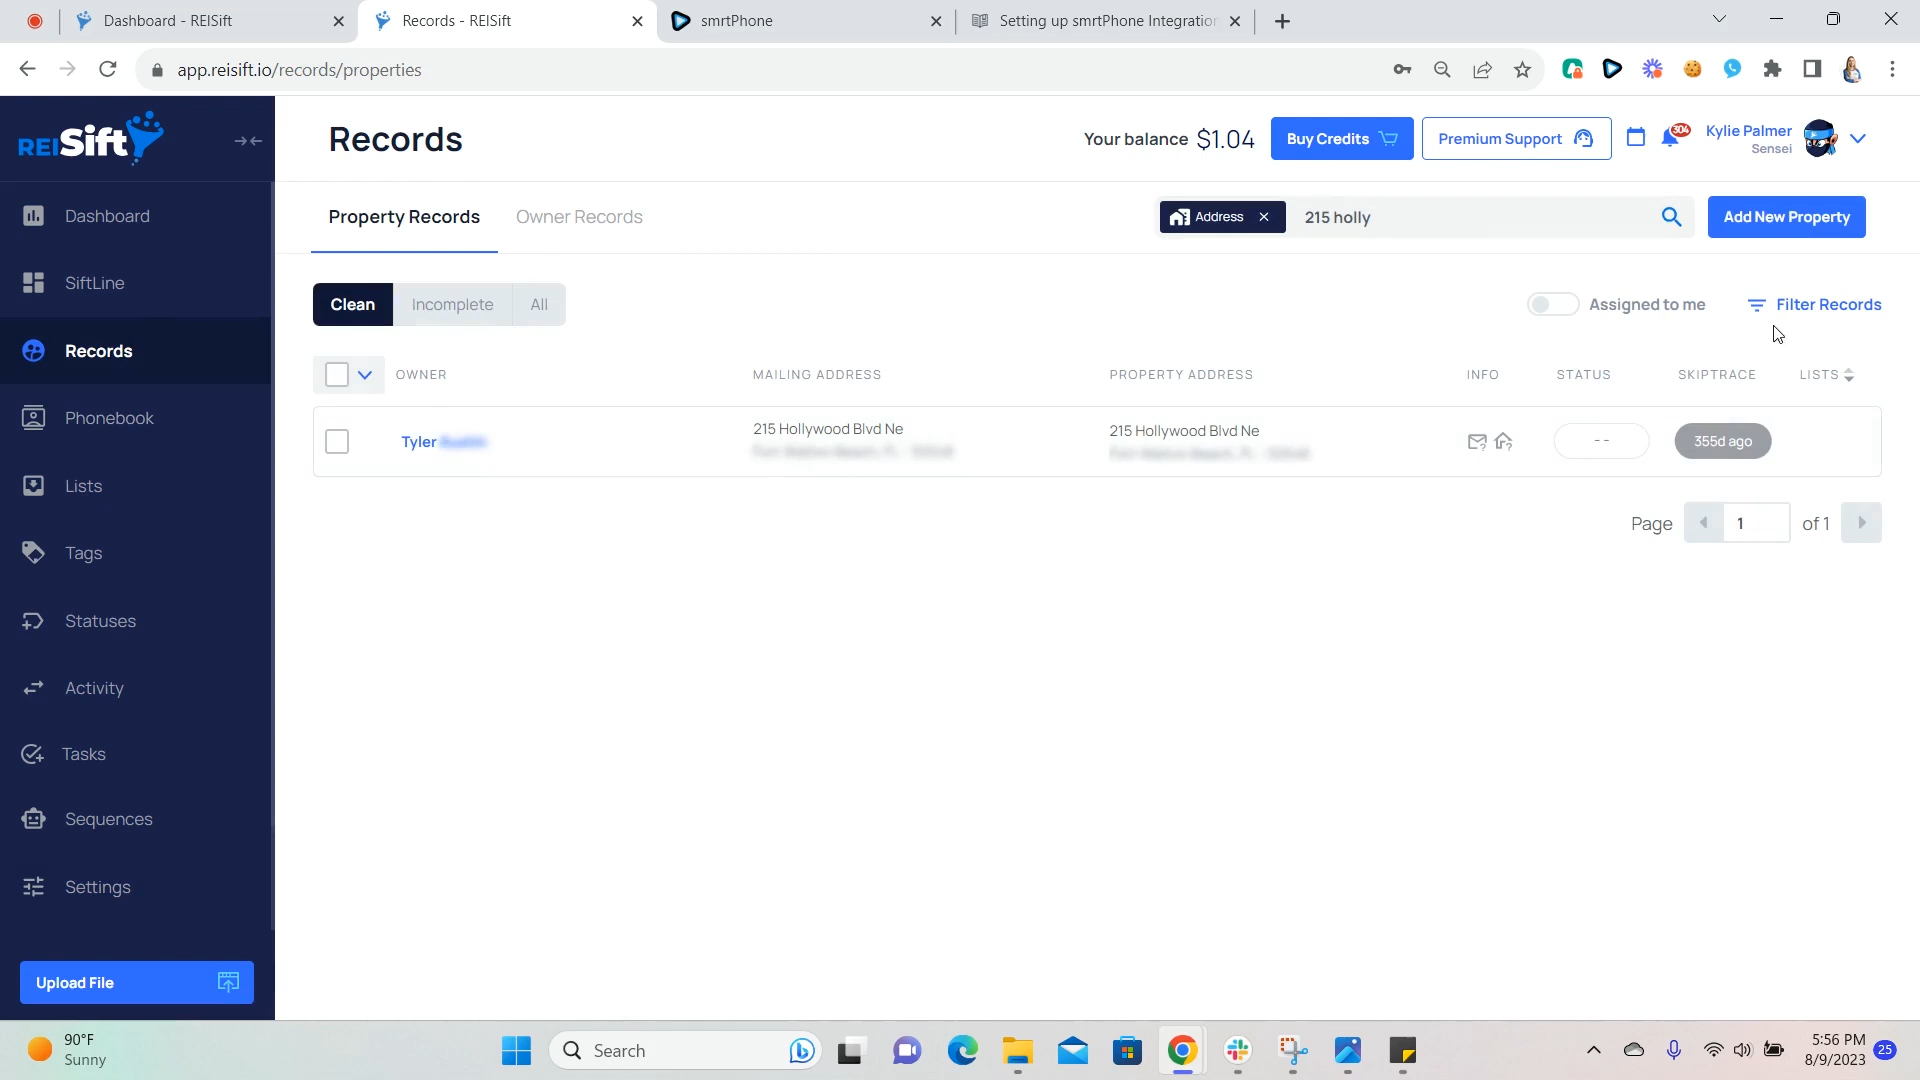 Dashboard - REISift
Records - REISift
smrtPhone
Setting up smrtPhone Integration
app.reisift.io/records/properties
REISift
Records
Your balance $1.04
Buy Credits
Premium Support
304
Kylie Palmer
Sensei
Dashboard
SiftLine
Records
Phonebook
Lists
Tags
Statuses
Activity
Tasks
Sequences
Settings
Upload File
Property Records
Owner Records
Address
215 holly
Add New Property
Clean
Incomplete
All
Assigned to me
Filter Records
OWNER
MAILING ADDRESS
PROPERTY ADDRESS
INFO
STATUS
SKIPTRACE
LISTS
Tyler
215 Hollywood Blvd Ne
215 Hollywood Blvd Ne
- -
355d ago
Page 1 of 1
90°F
Sunny
Search
5:56 PM
8/9/2023
25